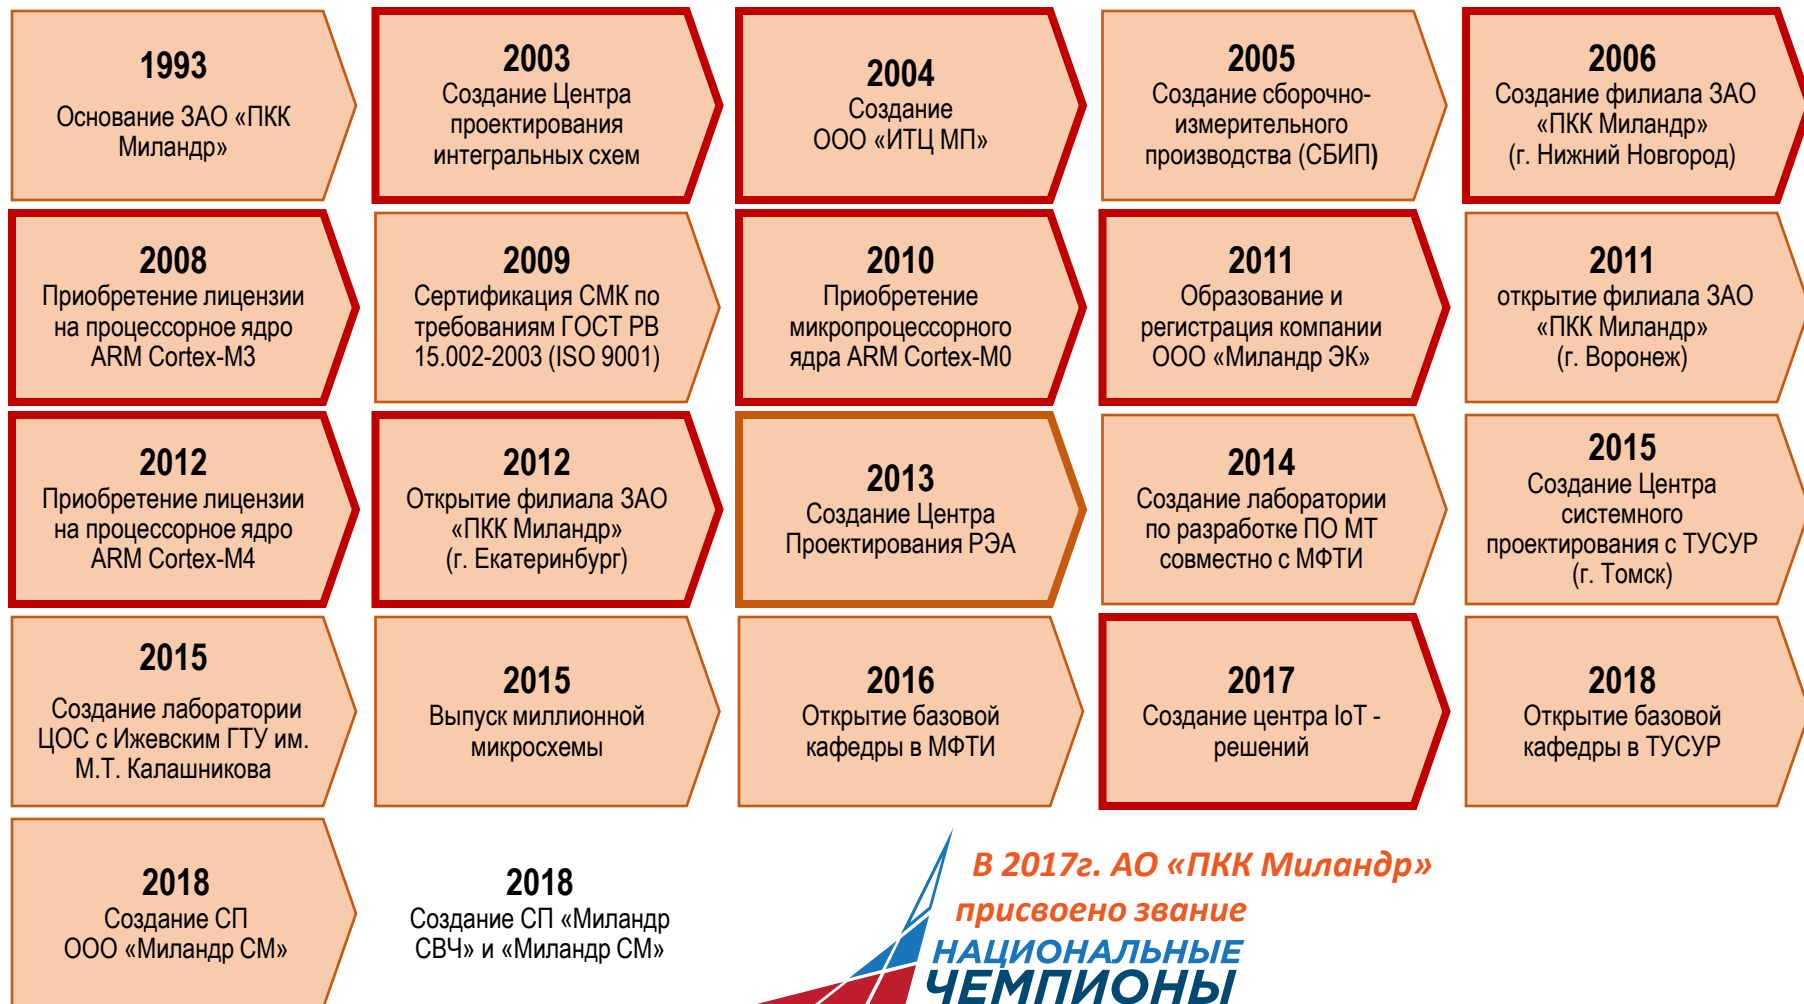 1993
Основание ЗАО «ПКК
Миландр»
2003
Создание Центра
проектирования
интегральных схем
2004
Создание
ООО «ИТЦ МП»
2005
Создание сборочно-
измерительного
производства (СБИП)
2006
Создание филиала ЗАО
«ПКК Миландр»
(г. Нижний Новгород)
2008
Приобретение лицензии
на процессорное ядро
ARM Cortex-M3
2009
Сертификация СМК по
требованиям ГОСТ РВ
15.002-2003 (ISO 9001)
2010
Приобретение
микропроцессорного
ядра ARM Cortex-M0
2011
Образование и
регистрация компании
ООО «Миландр ЭК»
2011
открытие филиала ЗАО
«ПКК Миландр»
(г. Воронеж)
2012
Приобретение лицензии
на процессорное ядро
ARM Cortex-M4
2012
Открытие филиала ЗАО
«ПКК Миландр»
(г. Екатеринбург)
2013
Создание Центра
Проектирования РЭА
2014
Создание лаборатории
по разработке ПО МТ
совместно с МФТИ
2015
Создание Центра
системного
проектирования с ТУСУР
(г. Томск)
2015
Создание лаборатории
ЦОС с Ижевским ГТУ им.
М.Т. Калашникова
2015
Выпуск миллионной
микросхемы
2016
Открытие базовой
кафедры в МФТИ
2017
Создание центра IoT -
решений
2018
Открытие базовой
кафедры в ТУСУР
2018
Создание СП
ООО «Миландр СМ»
2018
Создание СП «Миландр
СВЧ» и «Миландр СМ»
В 2017г. АО «ПКК Миландр»
присвоено звание
НАЦИОНАЛЬНЫЕ
ЧЕМПИОНЫ